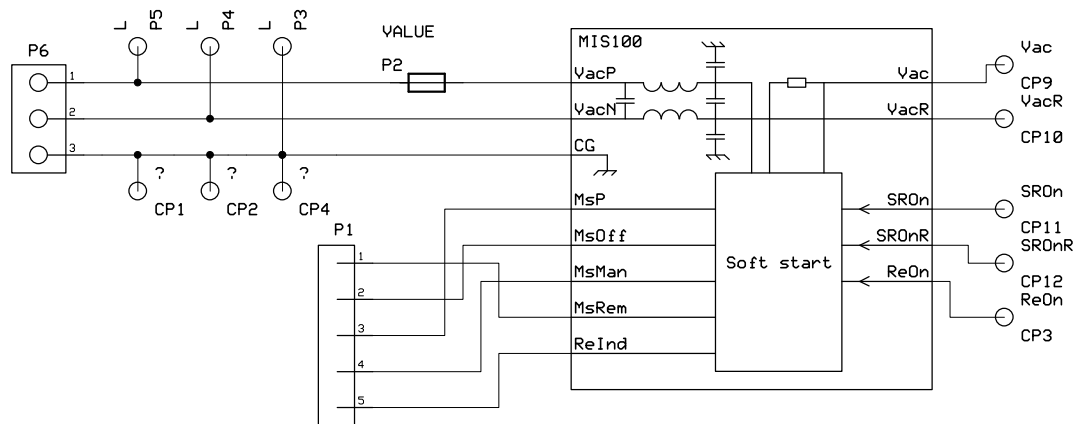 L P5 L P4 L P3
VALUE
P6
P2
MIS100
Vac
1
VacP
Vac
CP9
VacR
2
VacN
VacR
CP10
3
CG
? ? ?
CP1 CP2 CP4
MsP
SROn
SROn
CP11
P1
MsOff
SROnR
SROnR
1
Soft start
CP12
2
MsMan
ReOn
ReOn
3
MsRem
CP3
4
ReInd
5